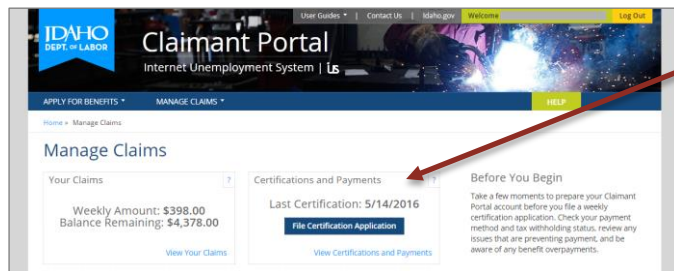 User Guides | Contact Us | Idaho.gov Welcome Log Out
IDAHO
DEPT. OF LABOR
Claimant Portal
Internet Unemployment System | iUS
APPLY FOR BENEFITS MANAGE CLAIMS HELP
Home » Manage Claims
Manage Claims
Your Claims ?
Weekly Amount: $398.00
Balance Remaining: $4,378.00
View Your Claims
Certifications and Payments ?
Last Certification: 5/14/2016
File Certification Application
View Certifications and Payments
Before You Begin
Take a few moments to prepare your Claimant
Portal account before you file a weekly
certification application. Check your payment
method and tax withholding status, review any
issues that are preventing payment, and be
aware of any benefit overpayments.